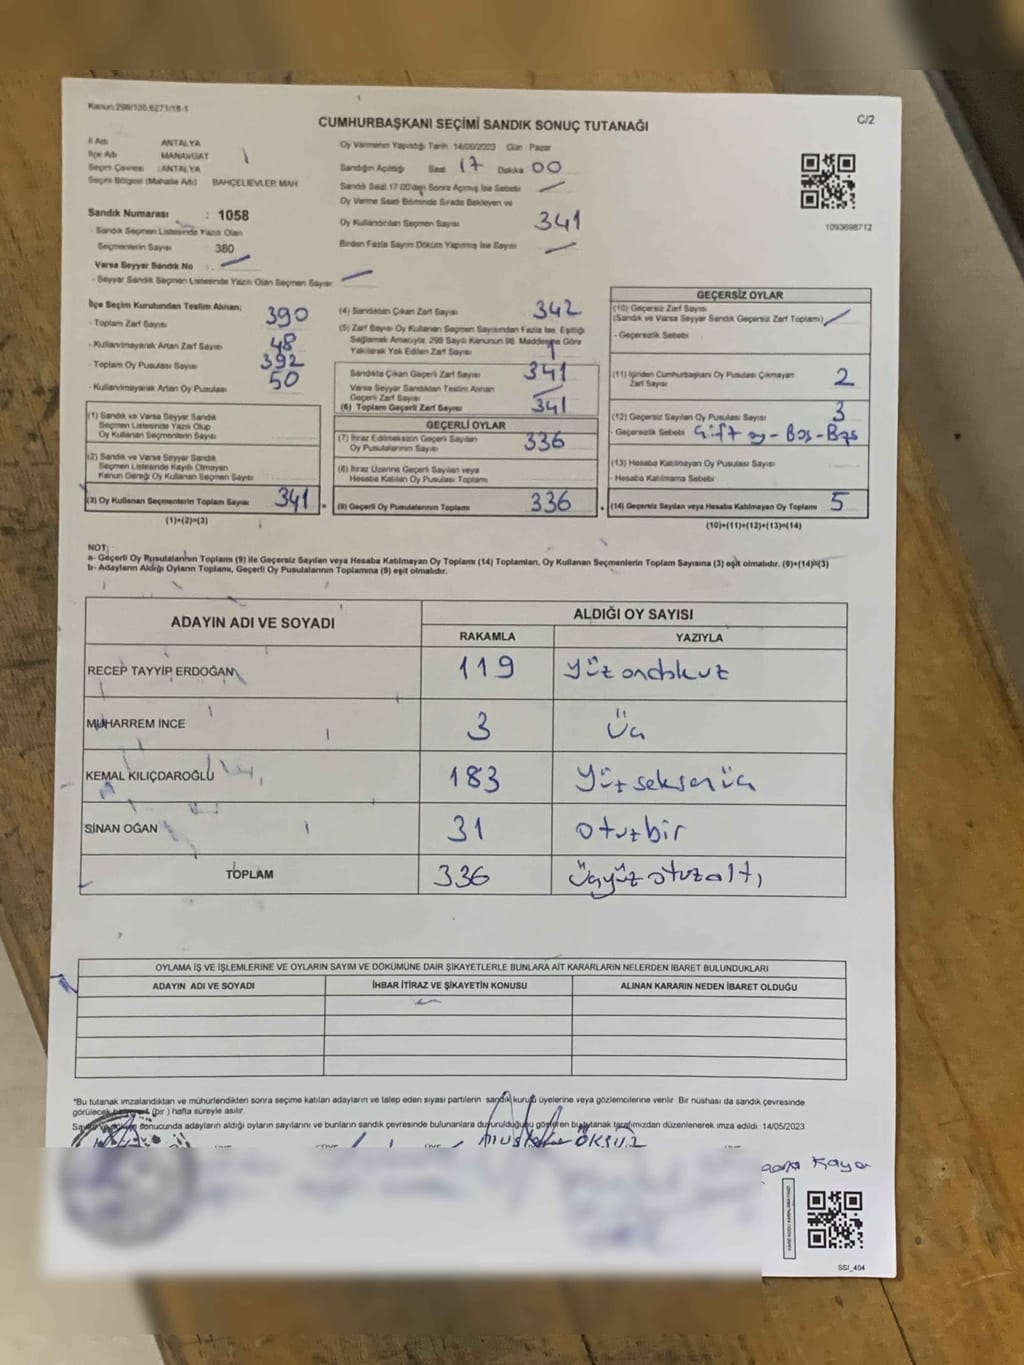 Kanun:298/105,6271/18-1
C/2
CUMHURBAŞKANI SEÇİMİ SANDIK SONUÇ TUTANAĞI
İl Adı ANTALYA
İlçe Adı MANAVGAT
Seçim Çevresi : ANTALYA
Seçim Bölgesi (Mahalle Adı) BAHÇELİEVLER MAH
Sandık Numarası : 1058
- Sandık Seçmen Listesinde Yazılı Olan
Seçmenlerin Sayısı 380
Varsa Seyyar Sandık No :
- Seyyar Sandık Seçmen Listesinde Yazılı Olan Seçmen Sayısı
Oy Vermenin Yapıldığı Tarih 14/05/2023 Gün Pazar
Sandığın Açıldığı Saat 17 Dakika 00
Sandık Saat 17.00'den Sonra Açılmış İse Sebebi
Oy Verme Saati Bitiminde Sırada Bekleyen ve
Oy Kullandırılan Seçmen Sayısı 341
Birden Fazla Sayım Döküm Yapılmış İse Sayısı
1093698712
İlçe Seçim Kurulundan Teslim Alınan;
- Toplam Zarf Sayısı 390
- Kullanılmayarak Artan Zarf Sayısı 48
- Toplam Oy Pusulası Sayısı 392
- Kullanılmayarak Artan Oy Pusulası 50
(1) Sandık ve Varsa Seyyar Sandık
Seçmen Listesinde Yazılı Olup
Oy Kullanan Seçmenlerin Sayısı
(2) Sandık ve Varsa Seyyar Sandık
Seçmen Listesinde Kayıtlı Olmayan
Kanun Gereği Oy Kullanan Seçmen Sayısı
(3) Oy Kullanan Seçmenlerin Toplam Sayısı 341
(1)+(2)=(3)
(4) Sandıktan Çıkan Zarf Sayısı 342
(5) Zarf Sayısı Oy Kullanan Seçmen Sayısından Fazla İse, Eşitliği
Sağlamak Amacıyla, 298 Sayılı Kanunun 98. Maddesine Göre
Yakılarak Yok Edilen Zarf Sayısı 1
Sandıkta Çıkan Geçerli Zarf Sayısı 341
Varsa Seyyar Sandıktan Teslim Alınan
Geçerli Zarf Sayısı
(6) Toplam Geçerli Zarf Sayısı 341
GEÇERLİ OYLAR
(7) İtiraz Edilmeksizin Geçerli Sayılan
Oy Pusulalarının Sayısı 336
(8) İtiraz Üzerine Geçerli Sayılan veya
Hesaba Katılan Oy Pusulası Toplamı
= (9) Geçerli Oy Pusulalarının Toplamı 336
GEÇERSİZ OYLAR
(10) Geçersiz Zarf Sayısı
(Sandık ve Varsa Seyyar Sandık Geçersiz Zarf Toplamı)
- Geçersizlik Sebebi
(11) İçinden Cumhurbaşkanı Oy Pusulası Çıkmayan
Zarf Sayısı 2
(12) Geçersiz Sayılan Oy Pusulası Sayısı 3
- Geçersizlik Sebebi Çift oy - Boş - Boş
(13) Hesaba Katılmayan Oy Pusulası Sayısı
- Hesaba Katılmama Sebebi
+ (14) Geçersiz Sayılan veya Hesaba Katılmayan Oy Toplamı 5
(10)+(11)+(12)+(13)=(14)
NOT;
a- Geçerli Oy Pusulalarının Toplamı (9) ile Geçersiz Sayılan veya Hesaba Katılmayan Oy Toplamı (14) Toplamları, Oy Kullanan Seçmenlerin Toplam Sayısına (3) eşit olmalıdır. (9)+(14)=(3)
b- Adayların Aldığı Oyların Toplamı, Geçerli Oy Pusulalarının Toplamına (9) eşit olmalıdır.
ADAYIN ADI VE SOYADI
ALDIĞI OY SAYISI
RAKAMLA YAZIYLA
RECEP TAYYİP ERDOĞAN 119 yüz ondokuz
MUHARREM İNCE 3 üç
KEMAL KILIÇDAROĞLU 183 yüzseksenüç
SİNAN OĞAN 31 otuzbir
TOPLAM 336 üçyüzotuzaltı
OYLAMA İŞ VE İŞLEMLERİNE VE OYLARIN SAYIM VE DÖKÜMÜNE DAİR ŞİKAYETLERLE BUNLARA AİT KARARLARIN NELERDEN İBARET BULUNDUKLARI
ADAYIN ADI VE SOYADI İHBAR İTİRAZ VE ŞİKAYETİN KONUSU ALINAN KARARIN NEDEN İBARET OLDUĞU
"Bu tutanak imzalandıktan ve mühürlendikten sonra seçime katılan adayların ve talep eden siyasi partilerin sandık kurulu üyelerine veya gözlemcilerine verilir. Bir nüshası da sandık çevresinde
görülecek (bir ) hafta süreyle asılır.
sonucunda adayların aldığı oyların sayılarını ve bunların sandık çevresinde bulunanlara duyurulduğunu gösteren bu tutanak tarafımızdan düzenlenerek imza edildi. 14/05/2023
Mustafa ÖKSÜZ
Kaya
SSI_404